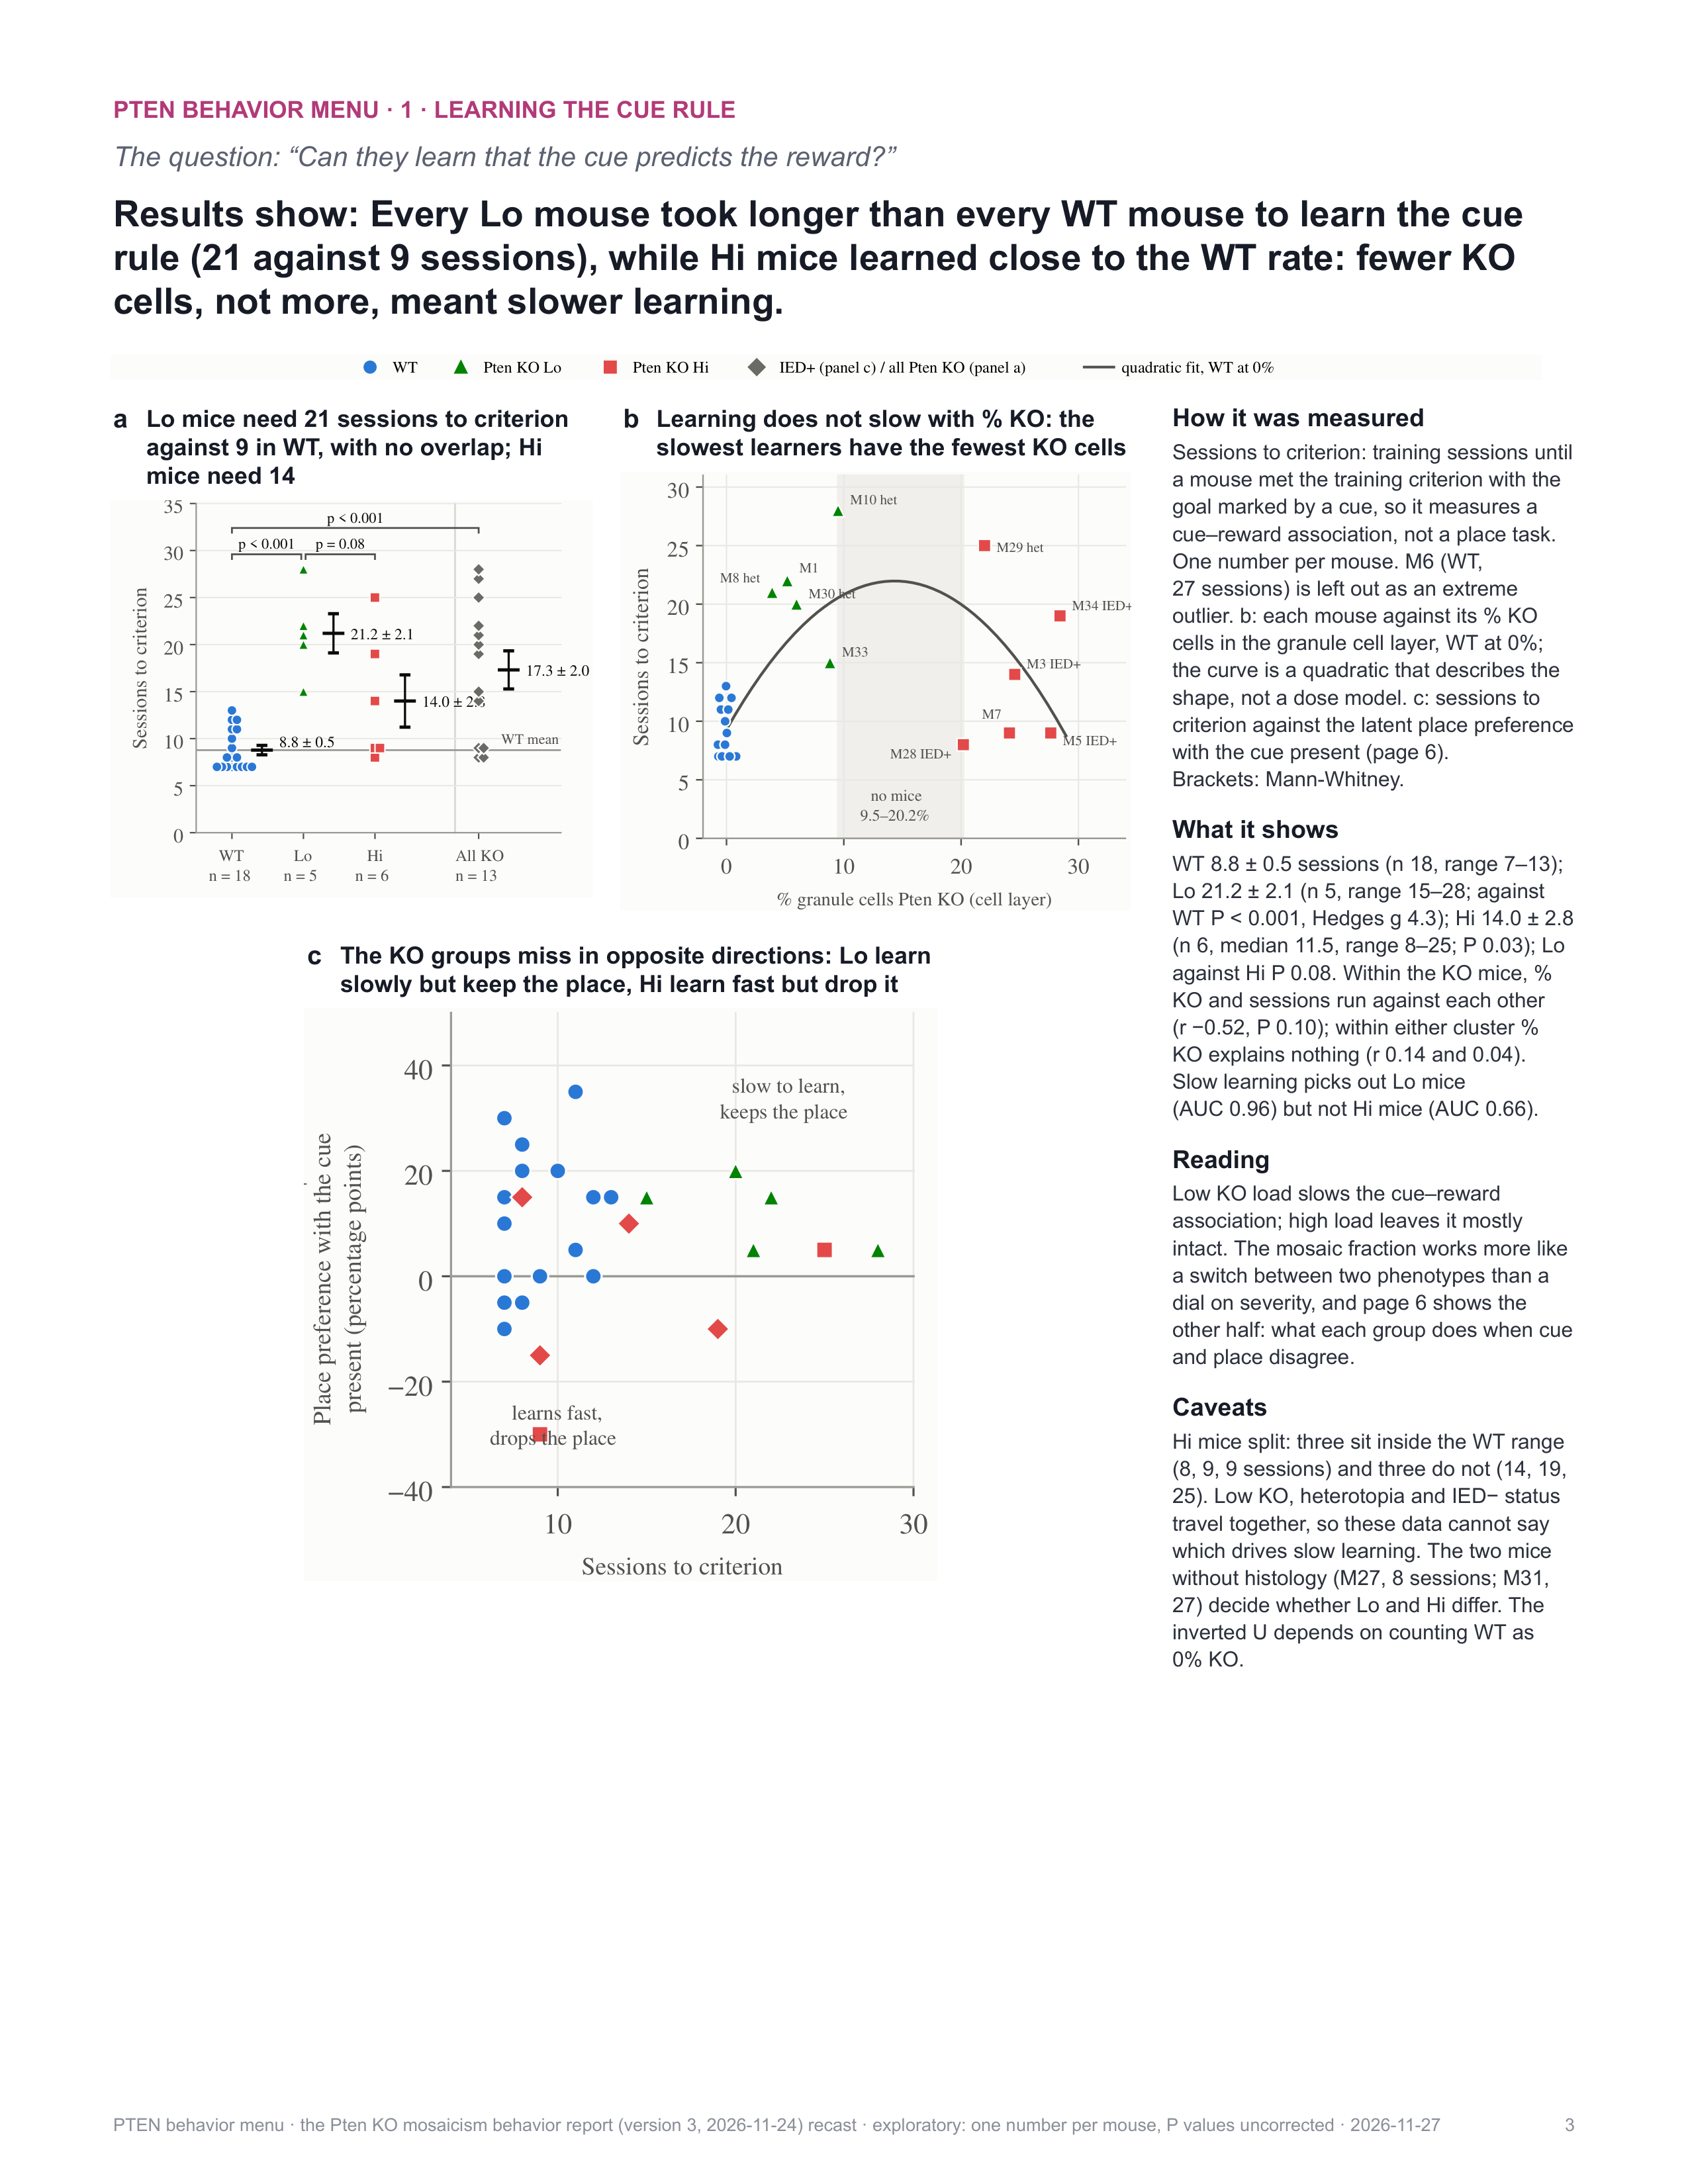 PTEN BEHAVIOR MENU · 1 · LEARNING THE CUE RULE
The question: “Can they learn that the cue predicts the reward?”
Results show: Every Lo mouse took longer than every WT mouse to learn the cue
rule (21 against 9 sessions), while Hi mice learned close to the WT rate: fewer KO
cells, not more, meant slower learning.
WT
Pten KO Lo
Pten KO Hi
IED+ (panel c) / all Pten KO (panel a)
quadratic fit, WT at 0%
a Lo mice need 21 sessions to criterion
against 9 in WT, with no overlap; Hi
mice need 14
35
30
25
20
15
10
5
0
Sessions to criterion
p < 0.001
p < 0.001
p = 0.08
8.8 ± 0.5
21.2 ± 2.1
14.0 ± 2.8
17.3 ± 2.0
WT mean
WT
n = 18
Lo
n = 5
Hi
n = 6
All KO
n = 13
b Learning does not slow with % KO: the
slowest learners have the fewest KO cells
30
25
20
15
10
5
0
Sessions to criterion
M10 het
M29 het
M1
M8 het
M30 het
M34 IED+
M33
M3 IED+
M7
M5 IED+
M28 IED+
no mice
9.5–20.2%
0
10
20
30
% granule cells Pten KO (cell layer)
c The KO groups miss in opposite directions: Lo learn
slowly but keep the place, Hi learn fast but drop it
40
20
0
−20
−40
Place preference with the cue
present (percentage points)
slow to learn,
keeps the place
learns fast,
drops the place
10
20
30
Sessions to criterion
How it was measured
Sessions to criterion: training sessions until
a mouse met the training criterion with the
goal marked by a cue, so it measures a
cue–reward association, not a place task.
One number per mouse. M6 (WT,
27 sessions) is left out as an extreme
outlier. b: each mouse against its % KO
cells in the granule cell layer, WT at 0%;
the curve is a quadratic that describes the
shape, not a dose model. c: sessions to
criterion against the latent place preference
with the cue present (page 6).
Brackets: Mann-Whitney.
What it shows
WT 8.8 ± 0.5 sessions (n 18, range 7–13);
Lo 21.2 ± 2.1 (n 5, range 15–28; against
WT P < 0.001, Hedges g 4.3); Hi 14.0 ± 2.8
(n 6, median 11.5, range 8–25; P 0.03); Lo
against Hi P 0.08. Within the KO mice, %
KO and sessions run against each other
(r −0.52, P 0.10); within either cluster %
KO explains nothing (r 0.14 and 0.04).
Slow learning picks out Lo mice
(AUC 0.96) but not Hi mice (AUC 0.66).
Reading
Low KO load slows the cue–reward
association; high load leaves it mostly
intact. The mosaic fraction works more like
a switch between two phenotypes than a
dial on severity, and page 6 shows the
other half: what each group does when cue
and place disagree.
Caveats
Hi mice split: three sit inside the WT range
(8, 9, 9 sessions) and three do not (14, 19,
25). Low KO, heterotopia and IED− status
travel together, so these data cannot say
which drives slow learning. The two mice
without histology (M27, 8 sessions; M31,
27) decide whether Lo and Hi differ. The
inverted U depends on counting WT as
0% KO.
PTEN behavior menu · the Pten KO mosaicism behavior report (version 3, 2026-11-24) recast · exploratory: one number per mouse, P values uncorrected · 2026-11-27
3